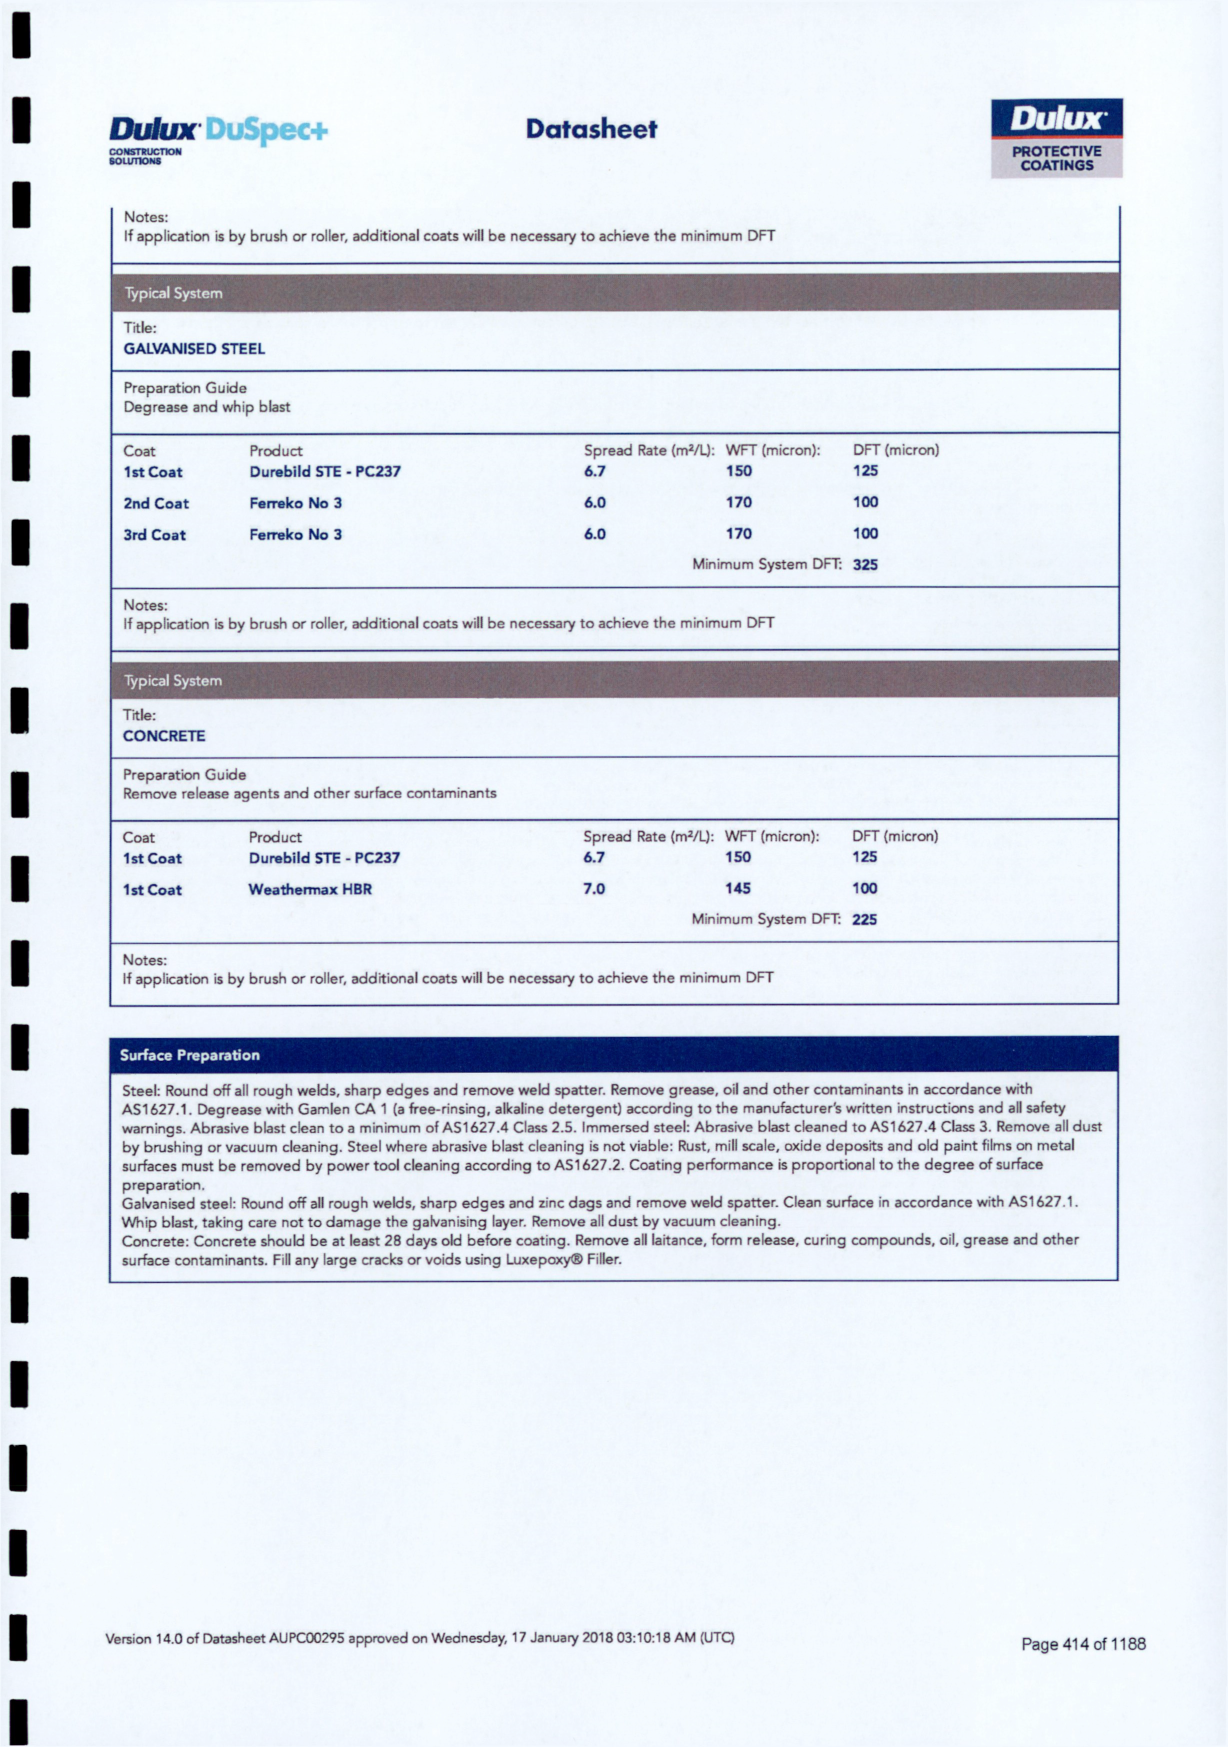 Dulux DuSpec+
CONSTRUCTION
SOLUTIONS
Datasheet
Dulux
PROTECTIVE
COATINGS
Notes:
If application is by brush or roller, additional coats will be necessary to achieve the minimum DFT
Typical System
Title:
GALVANISED STEEL
Preparation Guide
Degrease and whip blast
Coat Product Spread Rate (m²/L): WFT (micron): DFT (micron)
1st Coat Durebild STE - PC237 6.7 150 125
2nd Coat Ferreko No 3 6.0 170 100
3rd Coat Ferreko No 3 6.0 170 100
Minimum System DFT: 325
Notes:
If application is by brush or roller, additional coats will be necessary to achieve the minimum DFT
Typical System
Title:
CONCRETE
Preparation Guide
Remove release agents and other surface contaminants
Coat Product Spread Rate (m²/L): WFT (micron): DFT (micron)
1st Coat Durebild STE - PC237 6.7 150 125
1st Coat Weathermax HBR 7.0 145 100
Minimum System DFT: 225
Notes:
If application is by brush or roller, additional coats will be necessary to achieve the minimum DFT
Surface Preparation
Steel: Round off all rough welds, sharp edges and remove weld spatter. Remove grease, oil and other contaminants in accordance with
AS1627.1. Degrease with Gamlen CA 1 (a free-rinsing, alkaline detergent) according to the manufacturer's written instructions and all safety
warnings. Abrasive blast clean to a minimum of AS1627.4 Class 2.5. Immersed steel: Abrasive blast cleaned to AS1627.4 Class 3. Remove all dust
by brushing or vacuum cleaning. Steel where abrasive blast cleaning is not viable: Rust, mill scale, oxide deposits and old paint films on metal
surfaces must be removed by power tool cleaning according to AS1627.2. Coating performance is proportional to the degree of surface
preparation.
Galvanised steel: Round off all rough welds, sharp edges and zinc dags and remove weld spatter. Clean surface in accordance with AS1627.1.
Whip blast, taking care not to damage the galvanising layer. Remove all dust by vacuum cleaning.
Concrete: Concrete should be at least 28 days old before coating. Remove all laitance, form release, curing compounds, oil, grease and other
surface contaminants. Fill any large cracks or voids using Luxepoxy® Filler.
Version 14.0 of Datasheet AUPC00295 approved on Wednesday, 17 January 2018 03:10:18 AM (UTC)
Page 414 of 1188